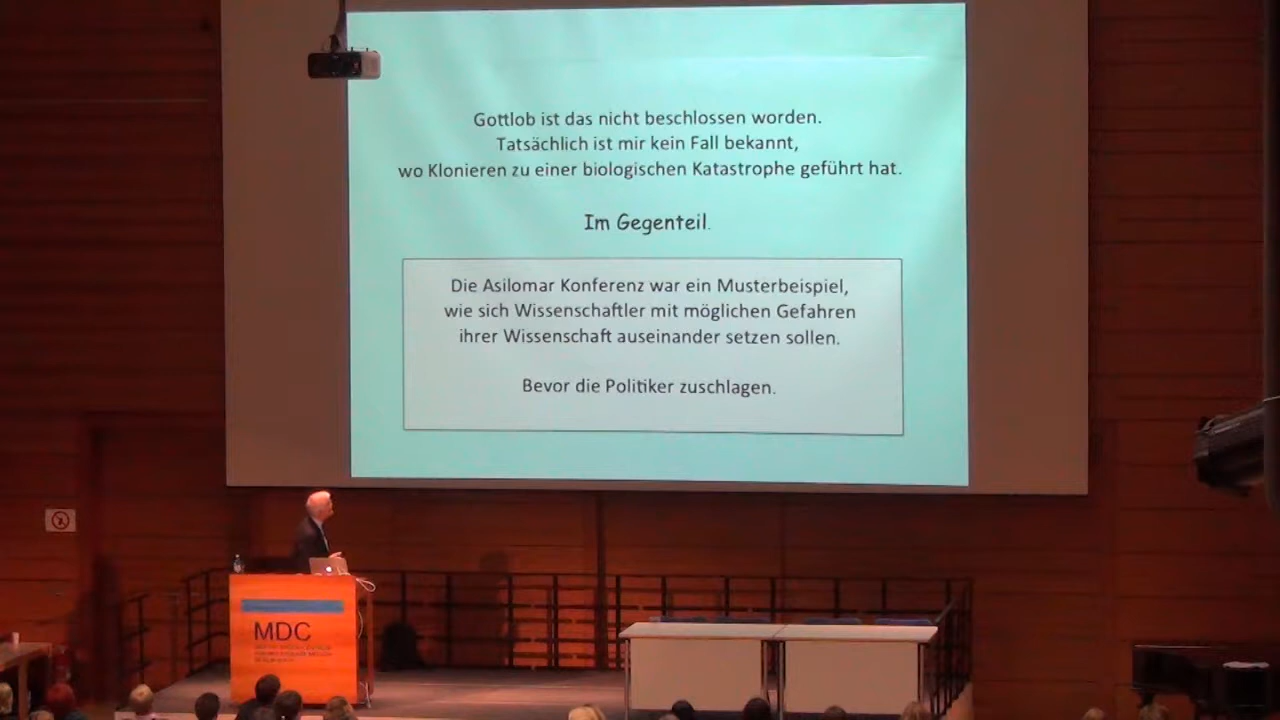 Gottlob ist das nicht beschlossen worden.
Tatsächlich ist mir kein Fall bekannt,
wo Klonieren zu einer biologischen Katastrophe geführt hat.
Im Gegenteil.
Die Asilomar Konferenz war ein Musterbeispiel,
wie sich Wissenschaftler mit möglichen Gefahren
ihrer Wissenschaft auseinander setzen sollen.
Bevor die Politiker zuschlagen.
MDC